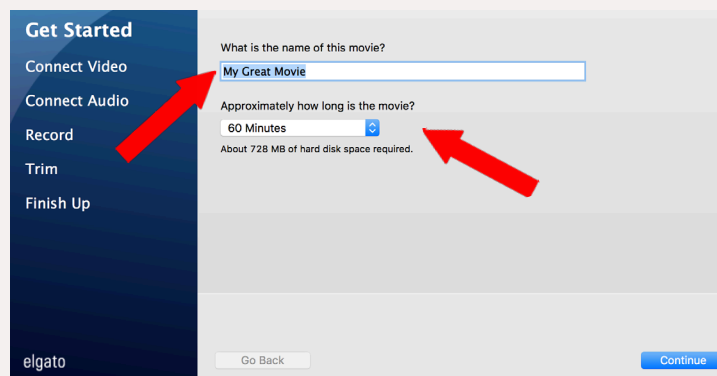 Get Started
Connect Video
Connect Audio
Record
Trim
Finish Up
elgato
What is the name of this movie?
My Great Movie
Approximately how long is the movie?
60 Minutes
About 728 MB of hard disk space required.
Go Back
Continue